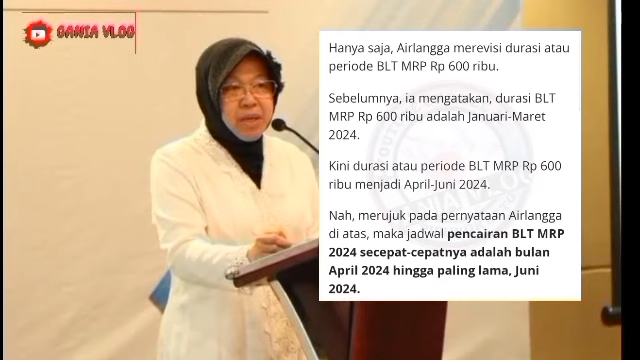 GANIA VLOG
Hanya saja, Airlangga merevisi durasi atau
periode BLT MRP Rp 600 ribu.
Sebelumnya, ia mengatakan, durasi BLT
MRP Rp 600 ribu adalah Januari-Maret
2024.
Kini durasi atau periode BLT MRP Rp 600
ribu menjadi April-Juni 2024.
Nah, merujuk pada pernyataan Airlangga
di atas, maka jadwal pencairan BLT MRP
2024 secepat-cepatnya adalah bulan
April 2024 hingga paling lama, Juni
2024.